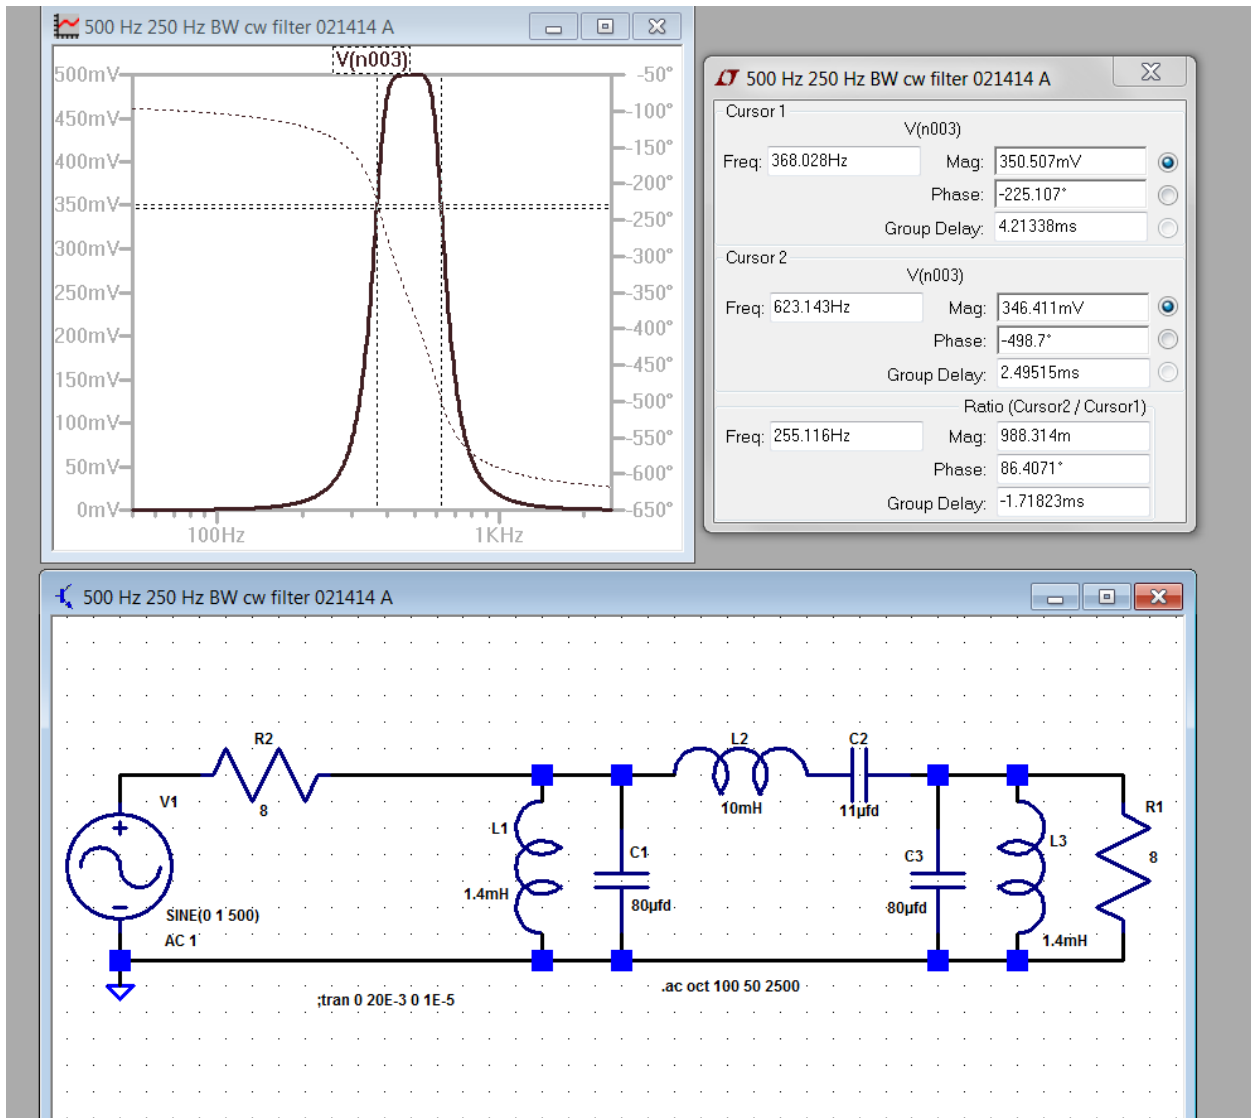 500 Hz 250 Hz BW cw filter 021414 A
V(n003)
500mV
450mV
400mV
350mV
300mV
250mV
200mV
150mV
100mV
50mV
0mV
-50°
-100°
-150°
-200°
-250°
-300°
-350°
-400°
-450°
-500°
-550°
-600°
-650°
100Hz 1KHz
500 Hz 250 Hz BW cw filter 021414 A
Cursor 1
V(n003)
Freq: 368.028Hz Mag: 350.507mV
Phase: -225.107°
Group Delay: 4.21338ms
Cursor 2
V(n003)
Freq: 623.143Hz Mag: 346.411mV
Phase: -498.7°
Group Delay: 2.49515ms
Ratio (Cursor2 / Cursor1)
Freq: 255.116Hz Mag: 988.314m
Phase: 86.4071°
Group Delay: -1.71823ms
500 Hz 250 Hz BW cw filter 021414 A
R2
8
V1
SINE(0 1 500)
AC 1
L1
1.4mH
C1
80µfd
L2
10mH
C2
11µfd
C3
80µfd
L3
1.4mH
R1
8
;tran 0 20E-3 0 1E-5
.ac oct 100 50 2500